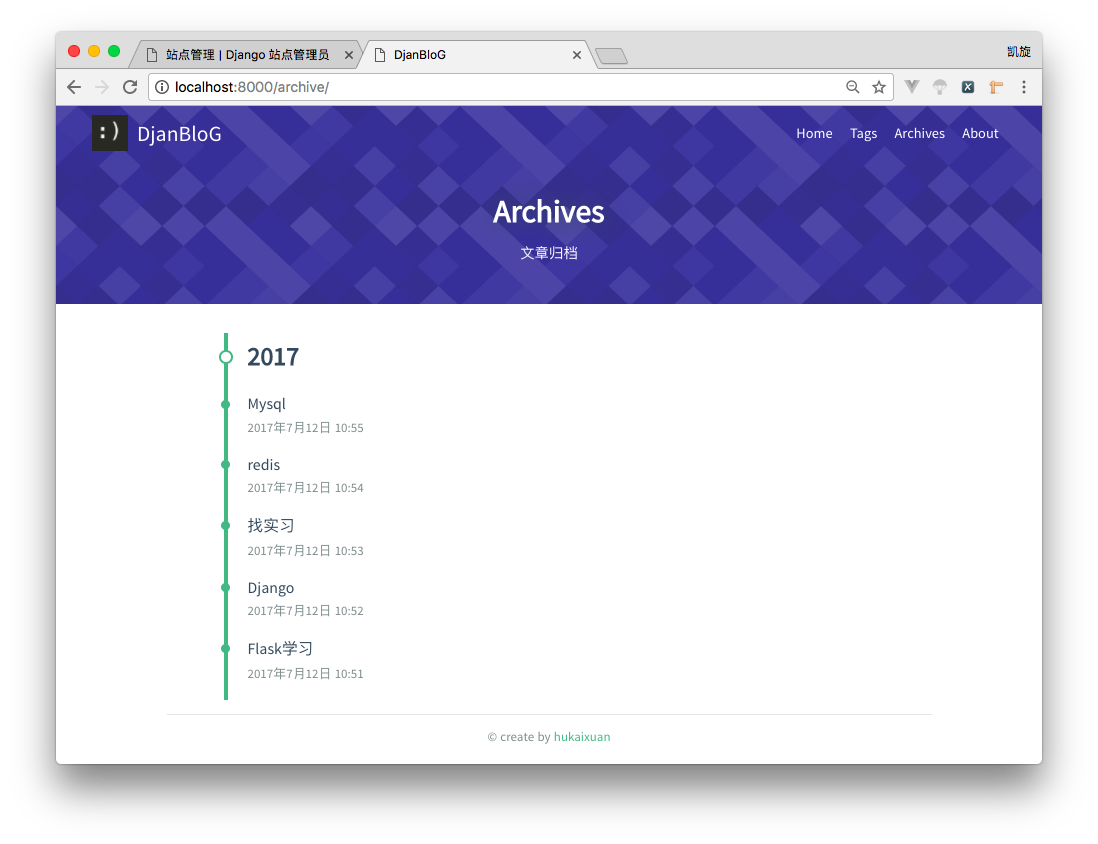 站点管理 | Django 站点管理员
DjanBloG
凯旋
localhost:8000/archive/
:)
DjanBloG
Home
Tags
Archives
About
Archives
文章归档
2017
Mysql
2017年7月12日 10:55
redis
2017年7月12日 10:54
找实习
2017年7月12日 10:53
Django
2017年7月12日 10:52
Flask学习
2017年7月12日 10:51
© create by hukaixuan